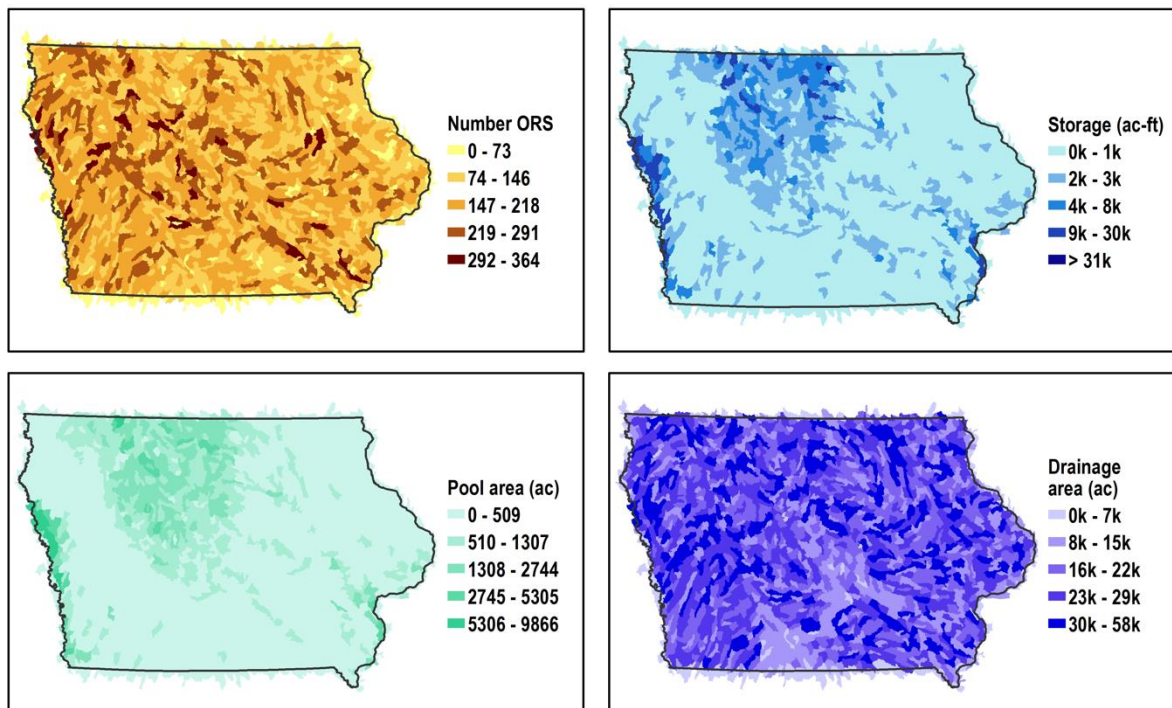 Number ORS
0 - 73
74 - 146
147 - 218
219 - 291
292 - 364
Storage (ac-ft)
0k - 1k
2k - 3k
4k - 8k
9k - 30k
> 31k
Pool area (ac)
0 - 509
510 - 1307
1308 - 2744
2745 - 5305
5306 - 9866
Drainage
area (ac)
0k - 7k
8k - 15k
16k - 22k
23k - 29k
30k - 58k